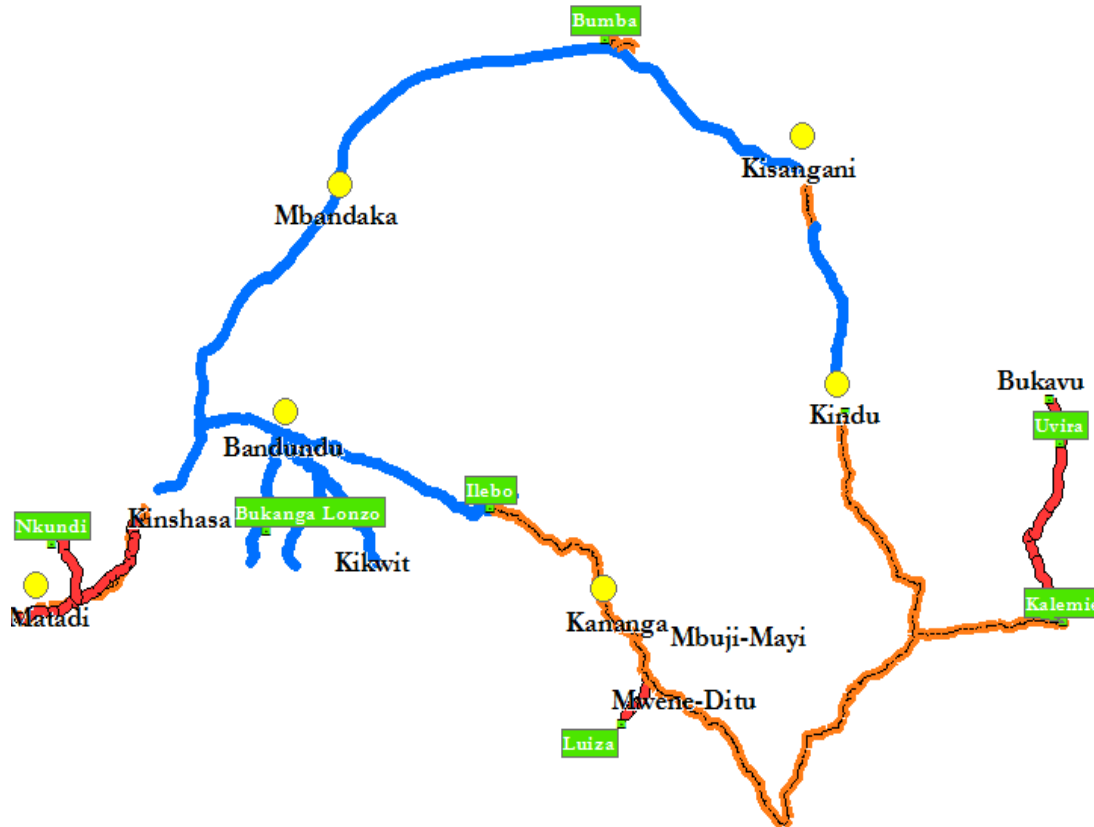 Bumba
Kisangani
Mbandaka
Bukavu
Kindu
Uvira
Bandundu
Ilebo
Bukanga Lonzo
Kinshasa
Nkundi
Kikwit
Matadi
Kalemie
Kananga
Mbuji-Mayi
Mwene-Ditu
Luiza